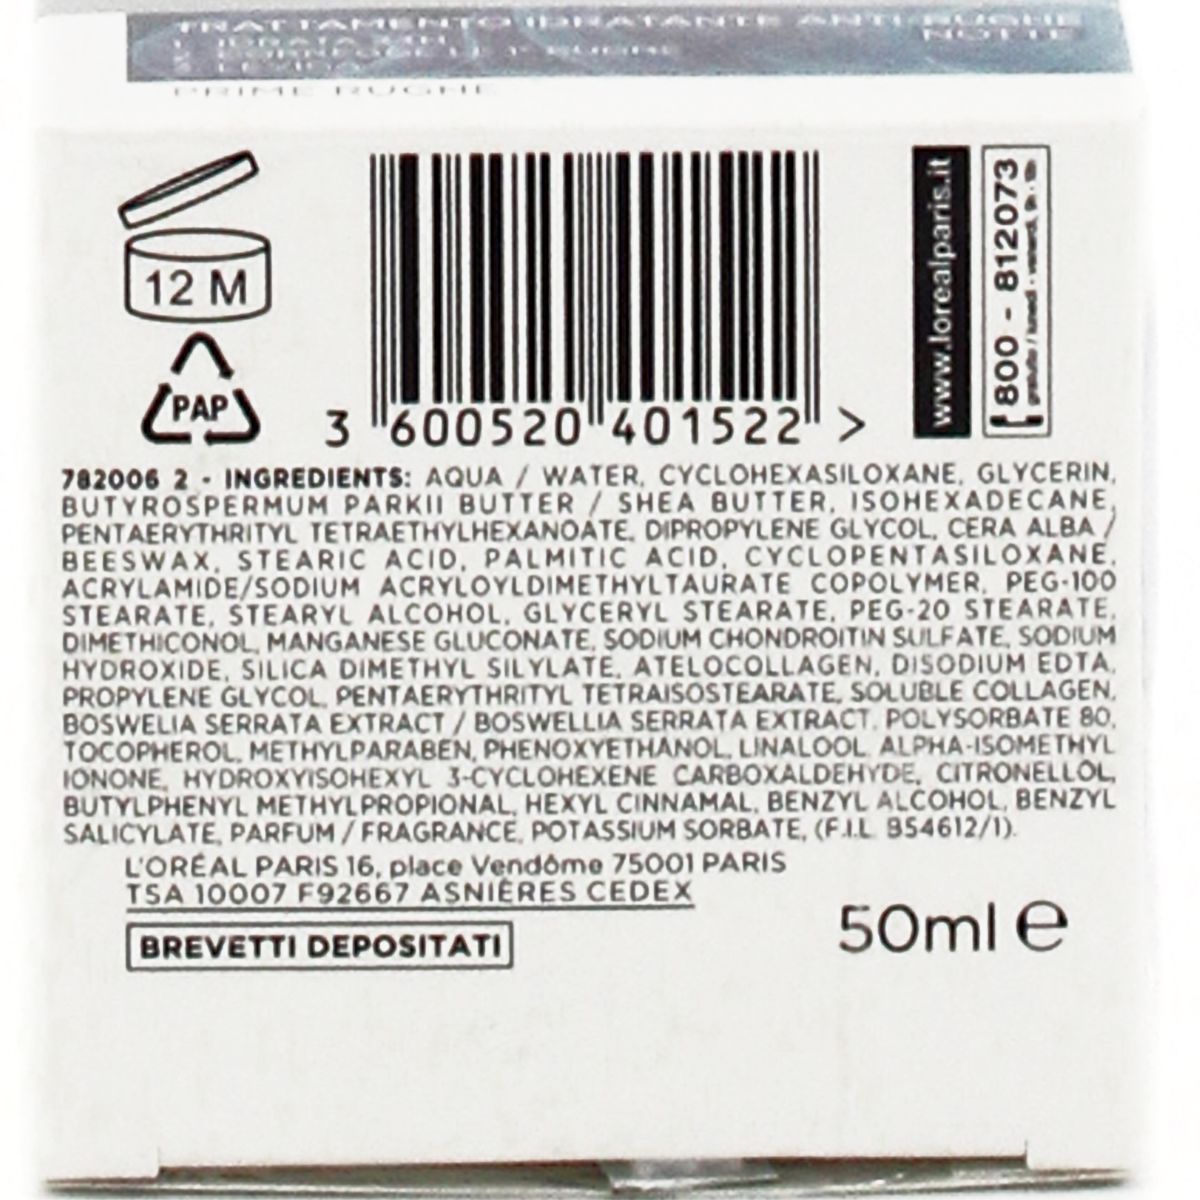 TRATTAMENTO IDRATANTE ANTI-RUGHE
NOTTE
PRIME RUGHE
12 M
PAP
3 600520 401522 >
www.lorealparis.it
800 - 812073
782006 2 - INGREDIENTS: AQUA / WATER, CYCLOHEXASILOXANE, GLYCERIN,
BUTYROSPERMUM PARKII BUTTER / SHEA BUTTER, ISOHEXADECANE,
PENTAERYTHRITYL TETRAETHYLHEXANOATE, DIPROPYLENE GLYCOL, CERA ALBA /
BEESWAX, STEARIC ACID, PALMITIC ACID, CYCLOPENTASILOXANE,
ACRYLAMIDE/SODIUM ACRYLOYLDIMETHYLTAURATE COPOLYMER, PEG-100
STEARATE, STEARYL ALCOHOL, GLYCERYL STEARATE, PEG-20 STEARATE,
DIMETHICONOL, MANGANESE GLUCONATE, SODIUM CHONDROITIN SULFATE, SODIUM
HYDROXIDE, SILICA DIMETHYL SILYLATE, ATELOCOLLAGEN, DISODIUM EDTA,
PROPYLENE GLYCOL, PENTAERYTHRITYL TETRAISOSTEARATE, SOLUBLE COLLAGEN,
BOSWELIA SERRATA EXTRACT / BOSWELLIA SERRATA EXTRACT, POLYSORBATE 80,
TOCOPHEROL, METHYLPARABEN, PHENOXYETHANOL, LINALOOL, ALPHA-ISOMETHYL
IONONE, HYDROXYISOHEXYL 3-CYCLOHEXENE CARBOXALDEHYDE, CITRONELLOL,
BUTYLPHENYL METHYLPROPIONAL, HEXYL CINNAMAL, BENZYL ALCOHOL, BENZYL
SALICYLATE, PARFUM / FRAGRANCE, POTASSIUM SORBATE, (F.I.L. B54612/1).
L'ORÉAL PARIS 16, place Vendôme 75001 PARIS
TSA 10007 F92667 ASNIÈRES CEDEX
BREVETTI DEPOSITATI
50ml e